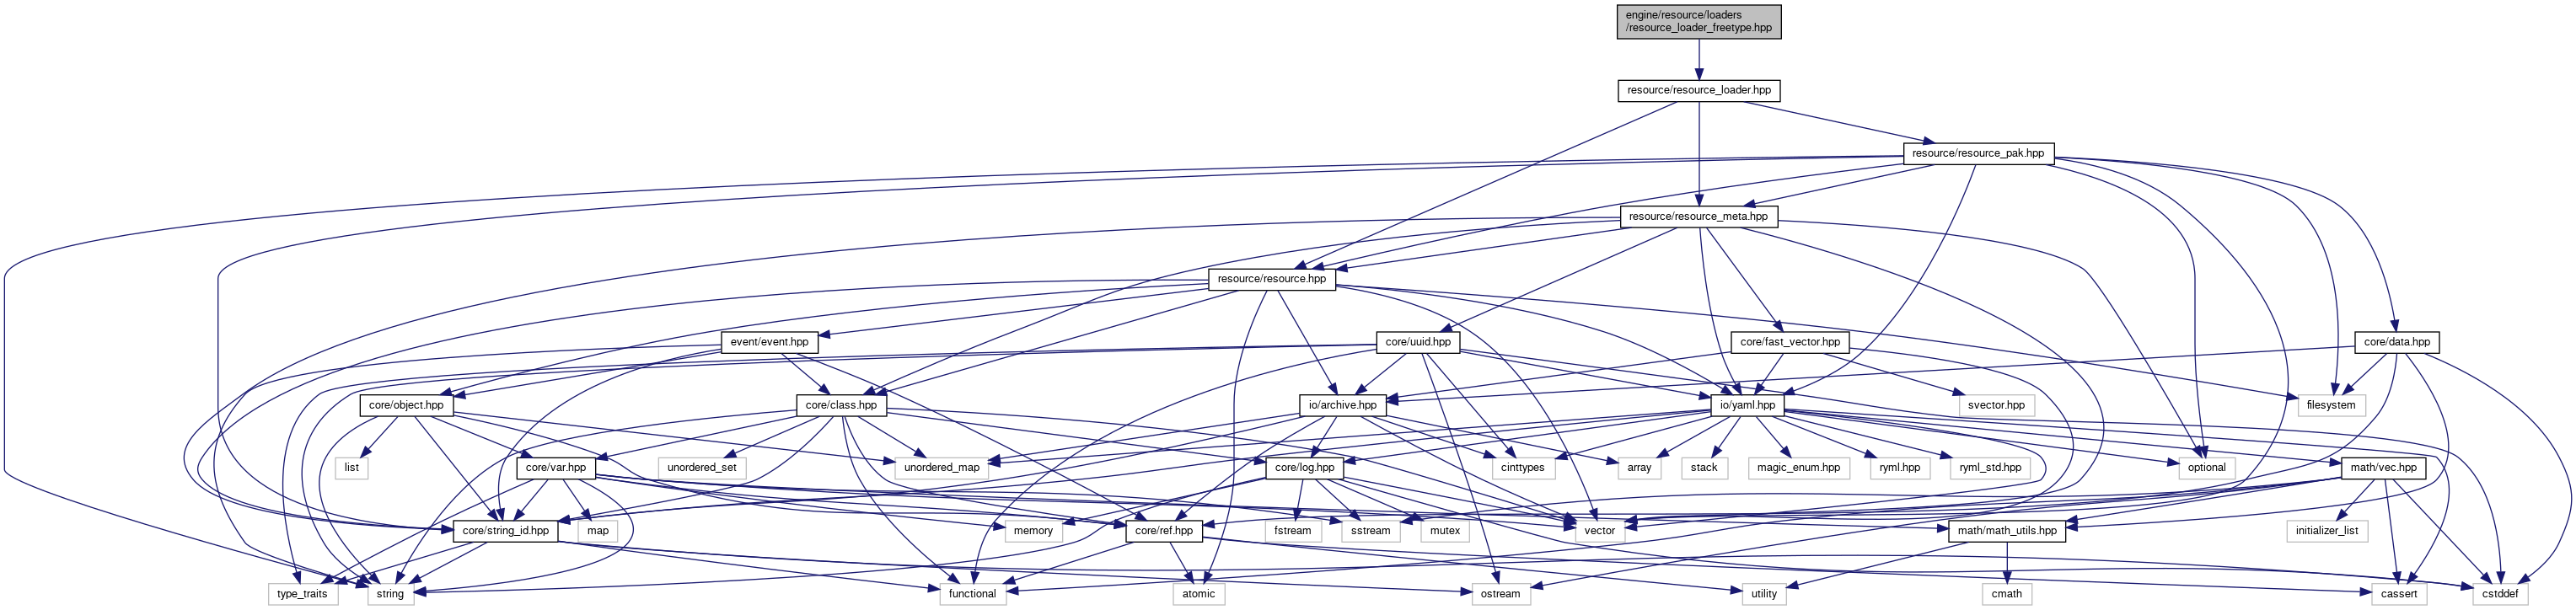 engine/resource/loaders
/resource_loader_freetype.hpp
resource/resource_loader.hpp
resource/resource_pak.hpp
resource/resource_meta.hpp
resource/resource.hpp
event/event.hpp
core/uuid.hpp
core/fast_vector.hpp
core/data.hpp
core/object.hpp
core/class.hpp
io/archive.hpp
io/yaml.hpp
svector.hpp
filesystem
list
core/var.hpp
unordered_set
unordered_map
core/log.hpp
cinttypes
array
stack
magic_enum.hpp
ryml.hpp
ryml_std.hpp
optional
math/vec.hpp
core/string_id.hpp
map
memory
core/ref.hpp
fstream
sstream
mutex
vector
math/math_utils.hpp
initializer_list
type_traits
string
functional
atomic
ostream
utility
cmath
cassert
cstddef